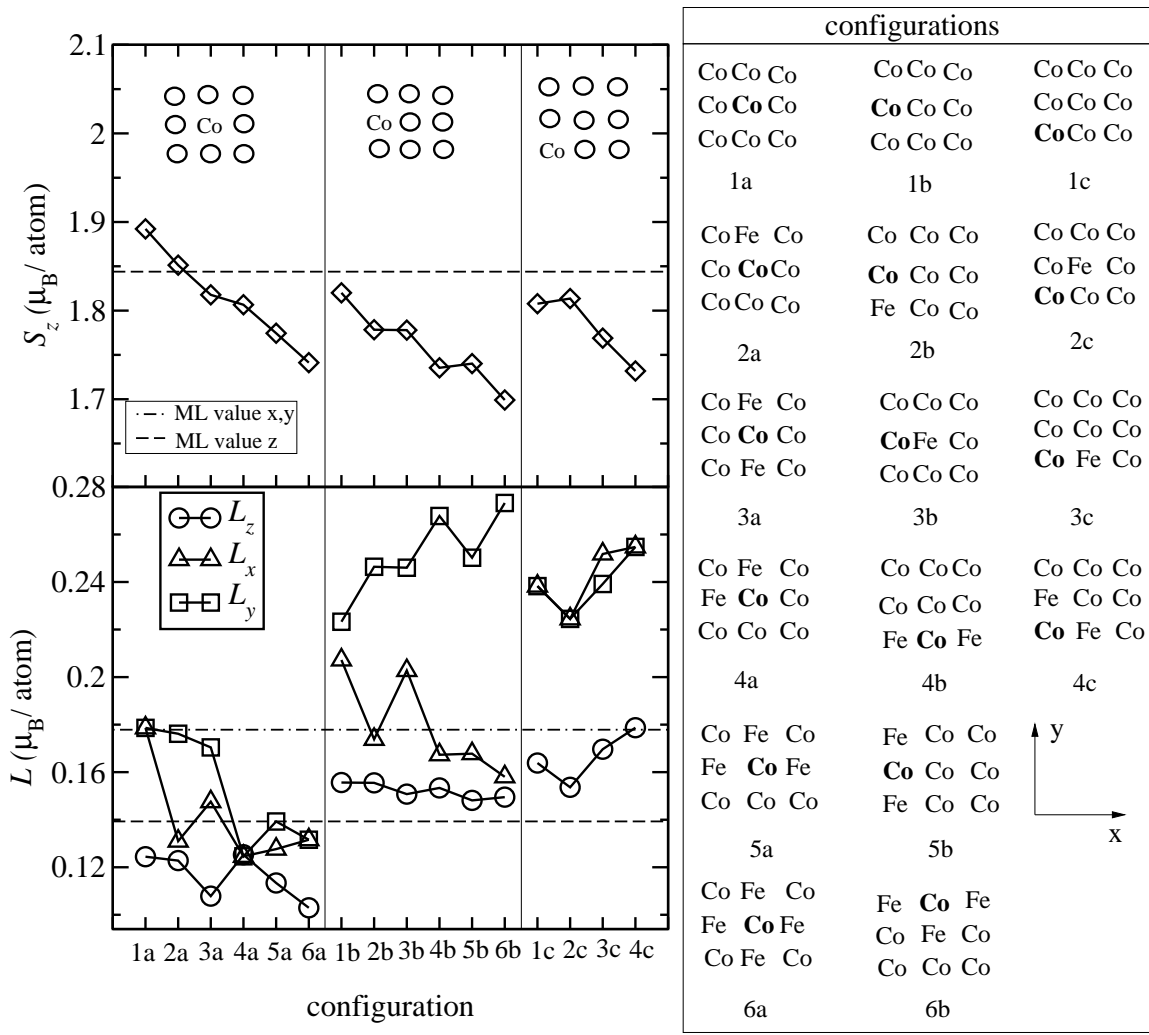 2.1
2
1.9
1.8
1.7
S_z (μ_B/ atom)
Co
Co
Co
ML value x,y
ML value z
0.28
0.24
0.2
0.16
0.12
L (μ_B/ atom)
L_z
L_x
L_y
1a 2a 3a 4a 5a 6a 1b 2b 3b 4b 5b 6b 1c 2c 3c 4c
configuration
configurations
Co Co Co
Co Co Co
Co Co Co
1a
Co Co Co
Co Co Co
Co Co Co
1b
Co Co Co
Co Co Co
Co Co Co
1c
Co Fe Co
Co Co Co
Co Co Co
2a
Co Co Co
Co Co Co
Fe Co Co
2b
Co Co Co
Co Fe Co
Co Co Co
2c
Co Fe Co
Co Co Co
Co Fe Co
3a
Co Co Co
Co Fe Co
Co Co Co
3b
Co Co Co
Co Co Co
Co Fe Co
3c
Co Fe Co
Fe Co Co
Co Co Co
4a
Co Co Co
Co Co Co
Fe Co Fe
4b
Co Co Co
Fe Co Co
Co Fe Co
4c
Co Fe Co
Fe Co Fe
Co Co Co
5a
Fe Co Co
Co Co Co
Fe Co Co
5b
y
x
Co Fe Co
Fe Co Fe
Co Fe Co
6a
Fe Co Fe
Co Fe Co
Co Co Co
6b